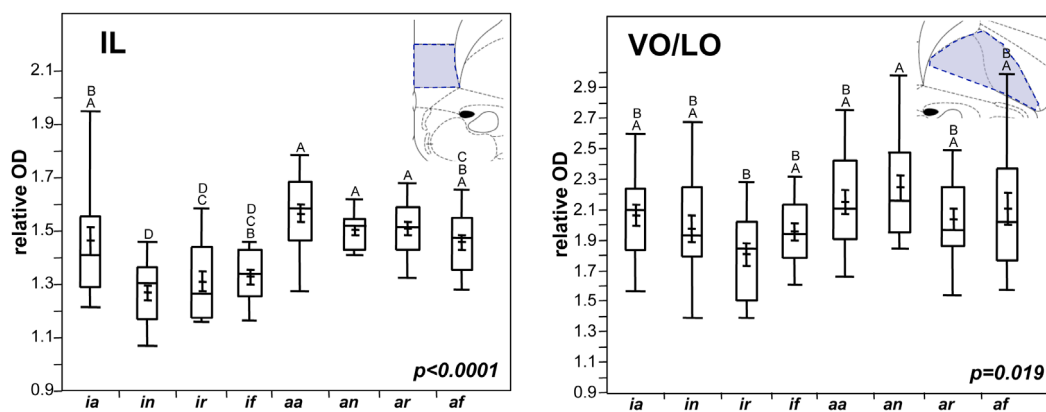 IL
relative OD
2.1
1.9
1.7
1.5
1.3
1.1
0.9
B
A
D
D
C
D
C
B
A
A
A
C
B
A
p<0.0001
ia in ir if aa an ar af
VO/LO
relative OD
2.9
2.7
2.5
2.3
2.1
1.9
1.7
1.5
1.3
1.1
0.9
B
A
B
A
B
B
A
B
A
A
B
A
B
A
p=0.019
ia in ir if aa an ar af